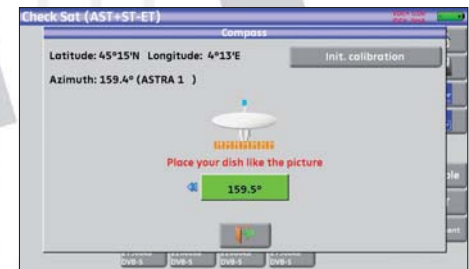 Check Sat (AST+ST-ET)
Compass
Latitude: 45°15'N Longitude: 4°13'E
Init. calibration
Azimuth: 159.4° (ASTRA 1 )
Place your dish like the picture
159.5°
DVB-S DVB-S DVB-S DVB-S